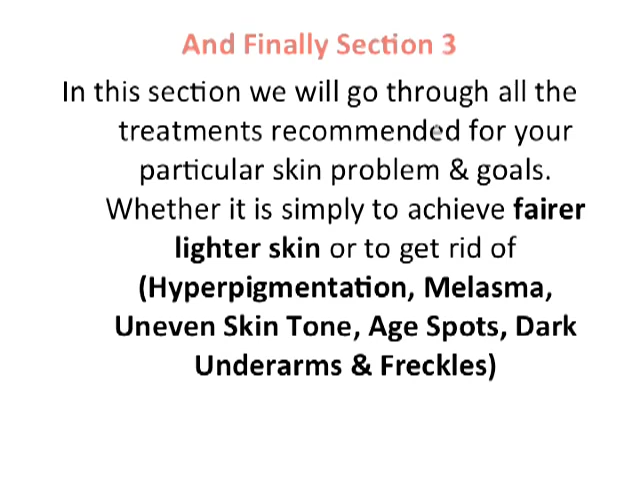 And Finally Section 3
In this section we will go through all the
treatments recommended for your
particular skin problem & goals.
Whether it is simply to achieve fairer
lighter skin or to get rid of
(Hyperpigmentation, Melasma,
Uneven Skin Tone, Age Spots, Dark
Underarms & Freckles)